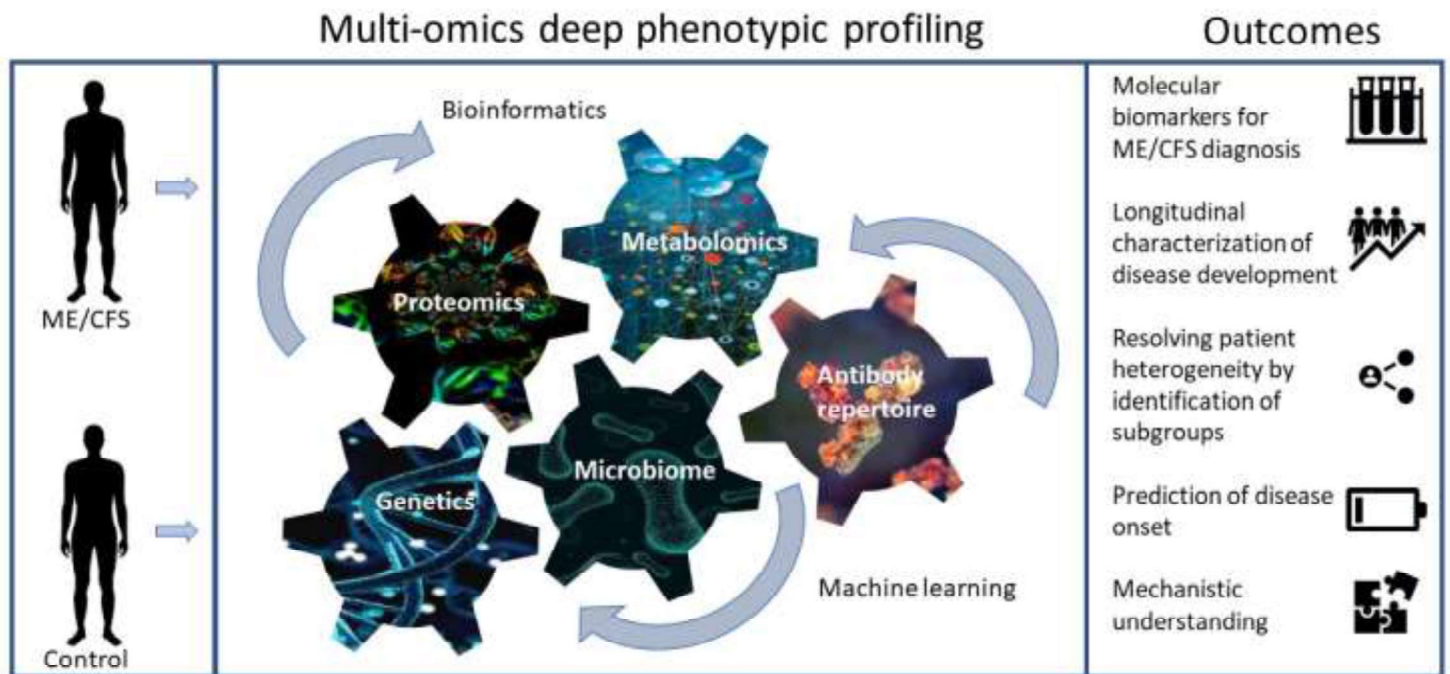 Multi-omics deep phenotypic profiling
Outcomes
ME/CFS
Control
Bioinformatics
Metabolomics
Proteomics
Antibody
repertoire
Microbiome
Genetics
Machine learning
Molecular
biomarkers for
ME/CFS diagnosis
Longitudinal
characterization of
disease development
Resolving patient
heterogeneity by
identification of
subgroups
Prediction of disease
onset
Mechanistic
understanding